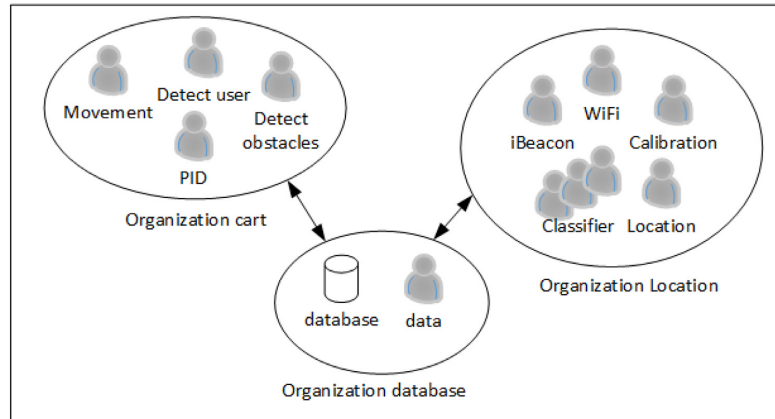 Movement
Detect user
Detect
obstacles
PID
Organization cart
WiFi
iBeacon
Calibration
Classifier
Location
Organization Location
database
data
Organization database